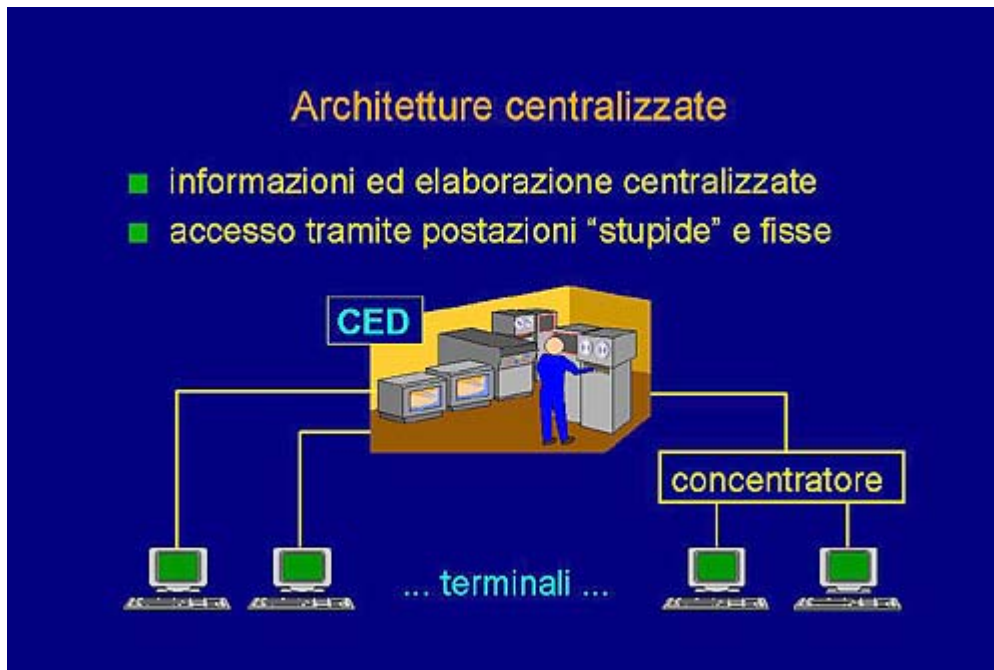 Architetture centralizzate
informazioni ed elaborazione centralizzate
accesso tramite postazioni “stupide” e fisse
CED
concentratore
... terminali ...